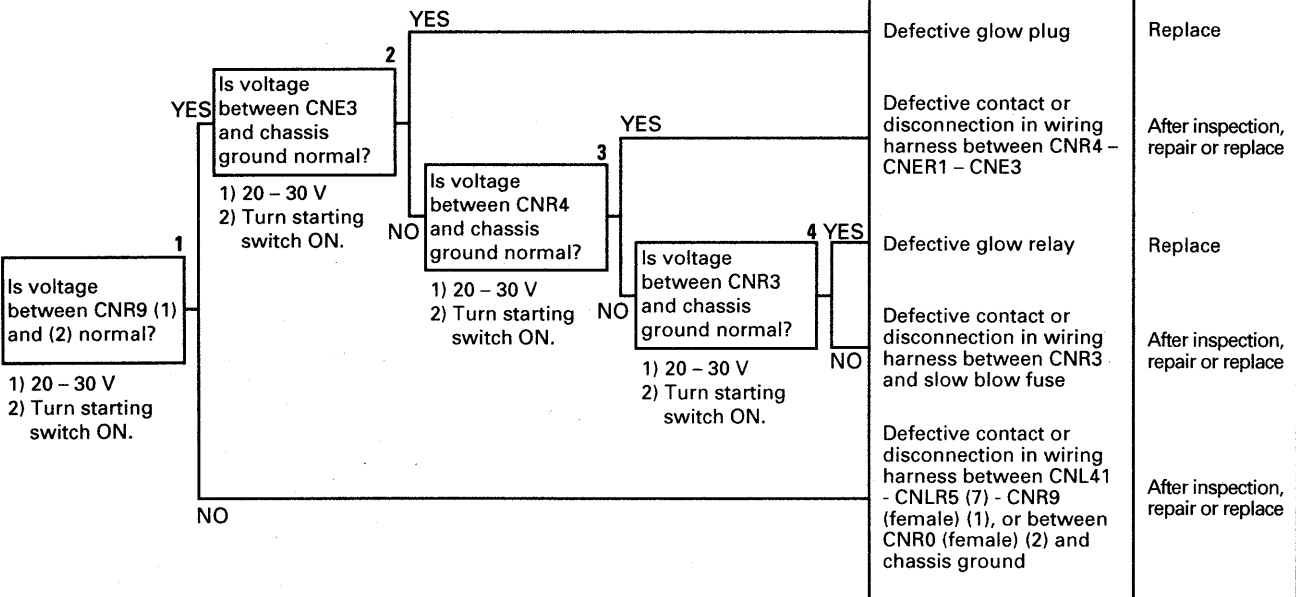 YES
2
Is voltage
between CNE3
and chassis
ground normal?
YES
1) 20 – 30 V
2) Turn starting
switch ON.
NO
1
Is voltage
between CNR9 (1)
and (2) normal?
1) 20 – 30 V
2) Turn starting
switch ON.
NO
YES
3
Is voltage
between CNR4
and chassis
ground normal?
1) 20 – 30 V
2) Turn starting
switch ON.
NO
4 YES
Is voltage
between CNR3
and chassis
ground normal?
1) 20 – 30 V
2) Turn starting
switch ON.
NO
Defective glow plug
Replace
Defective contact or
disconnection in wiring
harness between CNR4 –
CNER1 – CNE3
After inspection,
repair or replace
Defective glow relay
Replace
Defective contact or
disconnection in wiring
harness between CNR3
and slow blow fuse
After inspection,
repair or replace
Defective contact or
disconnection in wiring
harness between CNL41
- CNLR5 (7) - CNR9
(female) (1), or between
CNR0 (female) (2) and
chassis ground
After inspection,
repair or replace